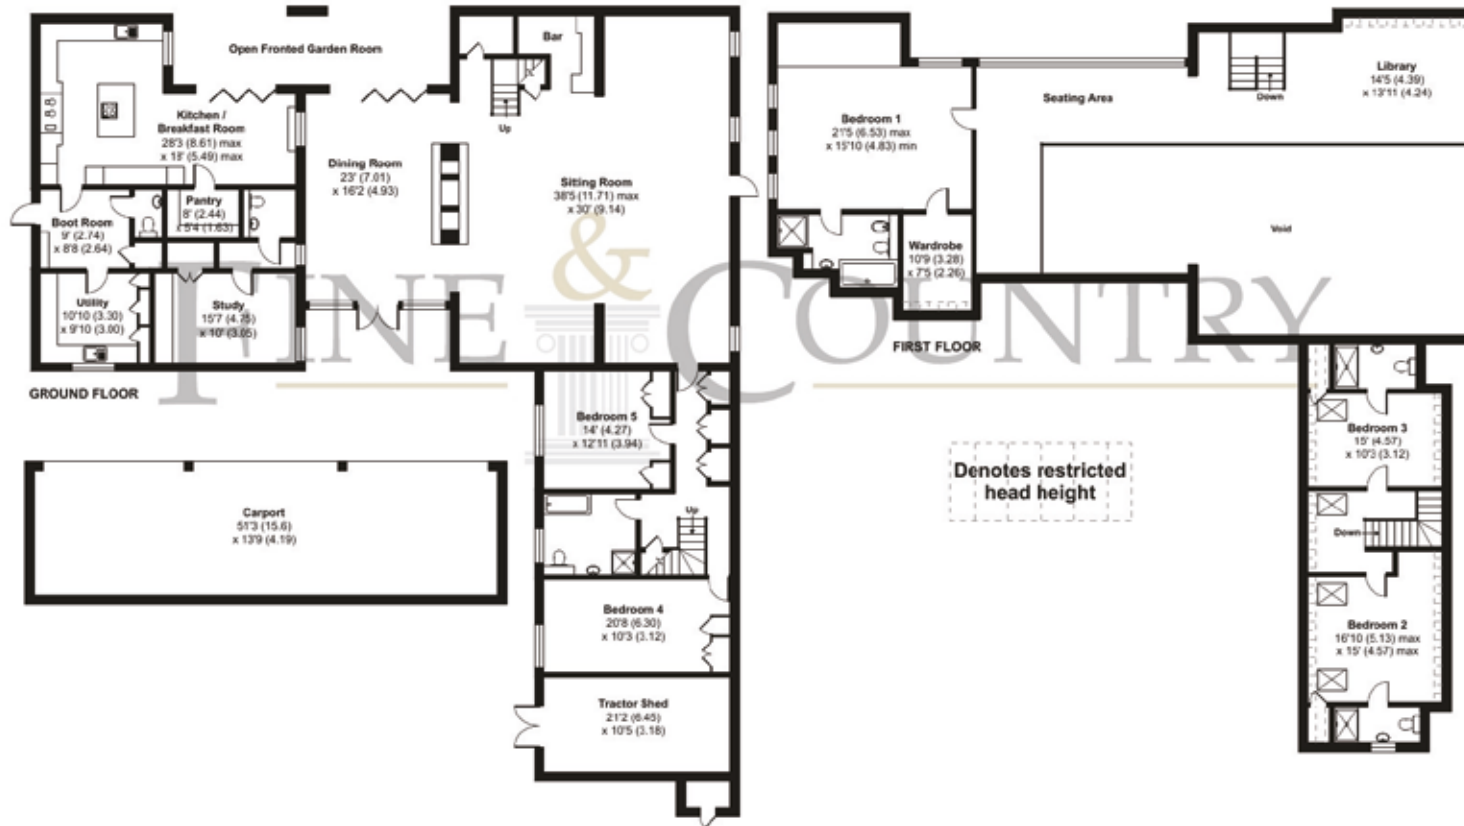 Open Fronted Garden Room
Bar
Kitchen /
Breakfast Room
28'3 (8.61) max
x 18' (5.49) max
Up
Dining Room
23' (7.01)
x 16'2 (4.93)
Sitting Room
38'5 (11.71) max
x 30' (9.14)
Pantry
8' (2.44)
x 5'4 (1.63)
Boot Room
9' (2.74)
x 8'8 (2.64)
Utility
10'10 (3.30)
x 9'10 (3.00)
Study
15'7 (4.75)
x 10' (3.05)
GROUND FLOOR
Bedroom 5
14' (4.27)
x 12'11 (3.94)
Up
Carport
51'3 (15.6)
x 13'9 (4.19)
Bedroom 4
20'8 (6.30)
x 10'3 (3.12)
Tractor Shed
21'2 (6.45)
x 10'5 (3.18)
Library
14'5 (4.39)
x 13'11 (4.24)
Down
Seating Area
Bedroom 1
21'5 (6.53) max
x 15'10 (4.83) min
Void
Wardrobe
10'9 (3.28)
x 7'5 (2.26)
FIRST FLOOR
Bedroom 3
15' (4.57)
x 10'3 (3.12)
Down
Bedroom 2
16'10 (5.13) max
x 15' (4.57) max
Denotes restricted
head height
FINE & COUNTRY